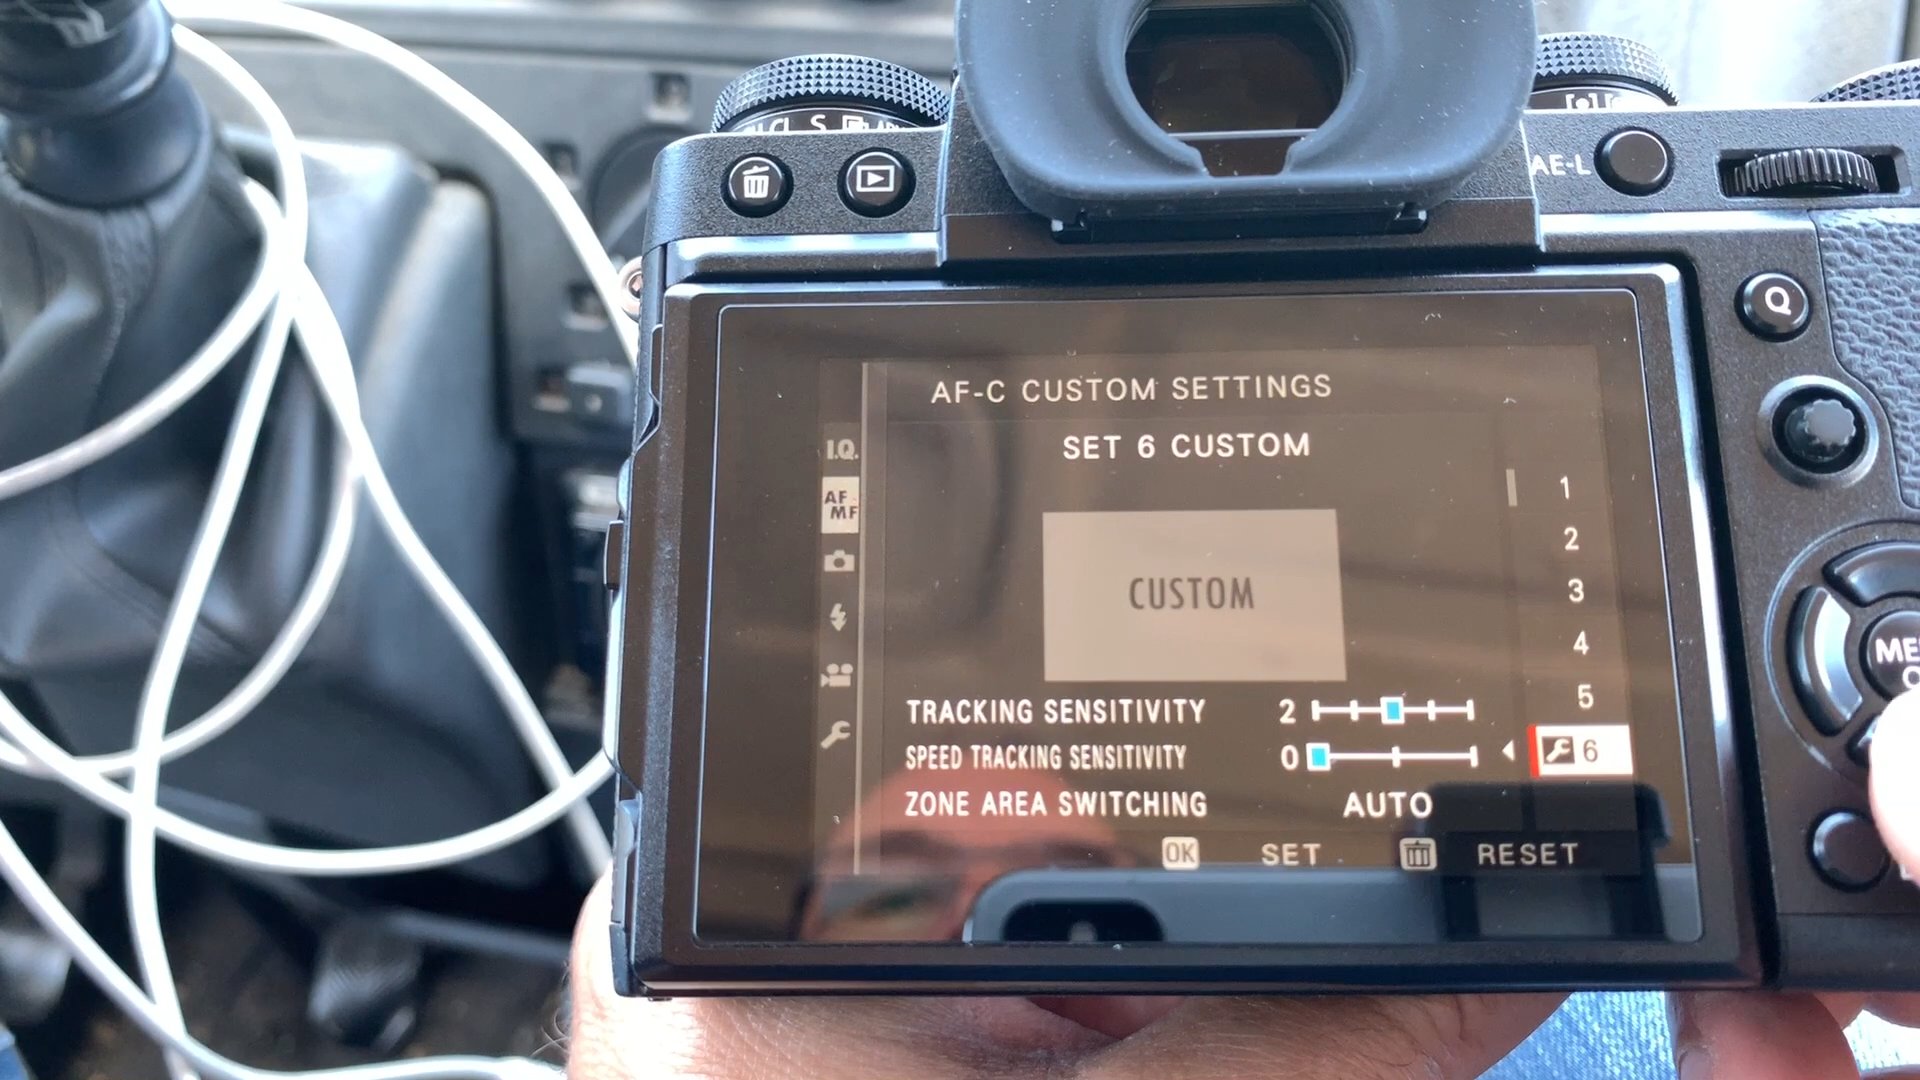 CL S
AE-L
Q
AF-C CUSTOM SETTINGS
SET 6 CUSTOM
I.Q.
AF
MF
CUSTOM
1
2
3
4
5
6
TRACKING SENSITIVITY 2
SPEED TRACKING SENSITIVITY 0
ZONE AREA SWITCHING AUTO
OK SET RESET